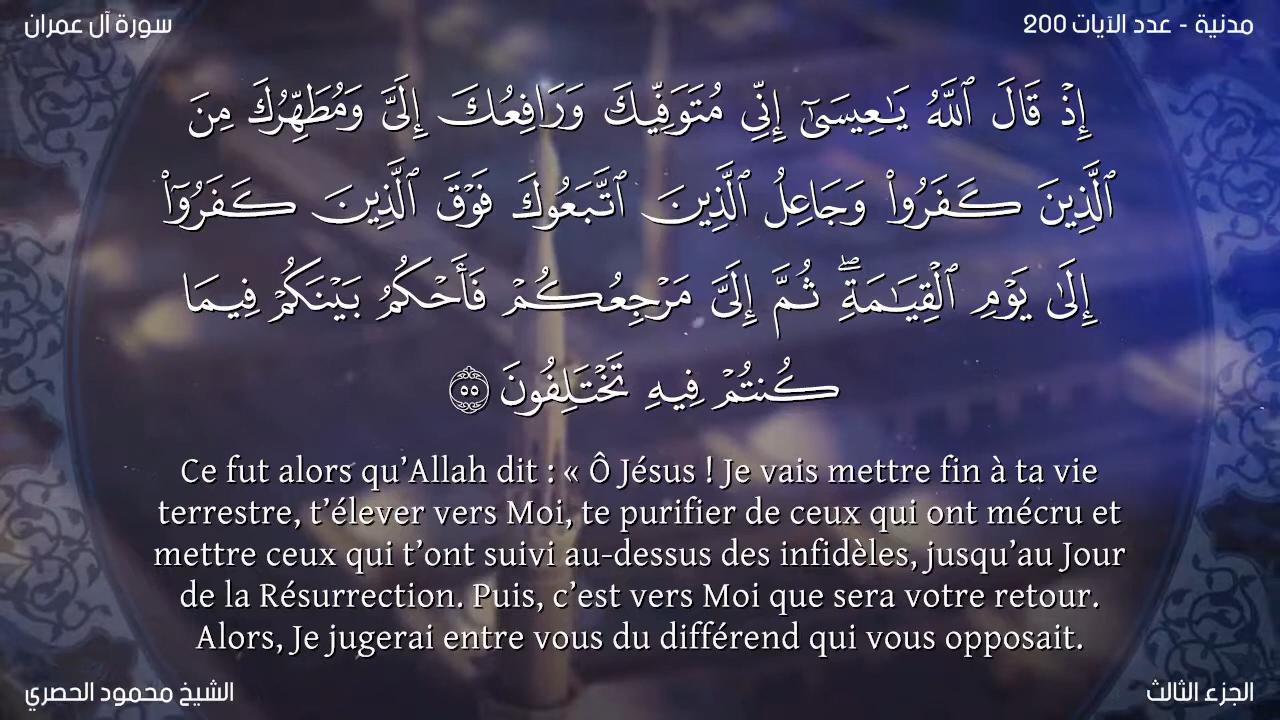 سورة آل عمران
مدنية - عدد الآيات 200
إِذۡ قَالَ ٱللَّهُ يَٰعِيسَىٰٓ إِنِّي مُتَوَفِّيكَ وَرَافِعُكَ إِلَيَّ وَمُطَهِّرُكَ مِنَ
ٱلَّذِينَ كَفَرُواْ وَجَاعِلُ ٱلَّذِينَ ٱتَّبَعُوكَ فَوۡقَ ٱلَّذِينَ كَفَرُوٓاْ
إِلَىٰ يَوۡمِ ٱلۡقِيَٰمَةِۖ ثُمَّ إِلَيَّ مَرۡجِعُكُمۡ فَأَحۡكُمُ بَيۡنَكُمۡ فِيمَا
كُنتُمۡ فِيهِ تَخۡتَلِفُونَ ٥٥
Ce fut alors qu’Allah dit : « Ô Jésus ! Je vais mettre fin à ta vie
terrestre, t’élever vers Moi, te purifier de ceux qui ont mécru et
mettre ceux qui t’ont suivi au-dessus des infidèles, jusqu’au Jour
de la Résurrection. Puis, c’est vers Moi que sera votre retour.
Alors, Je jugerai entre vous du différend qui vous opposait.
الشيخ محمود الحصري
الجزء الثالث